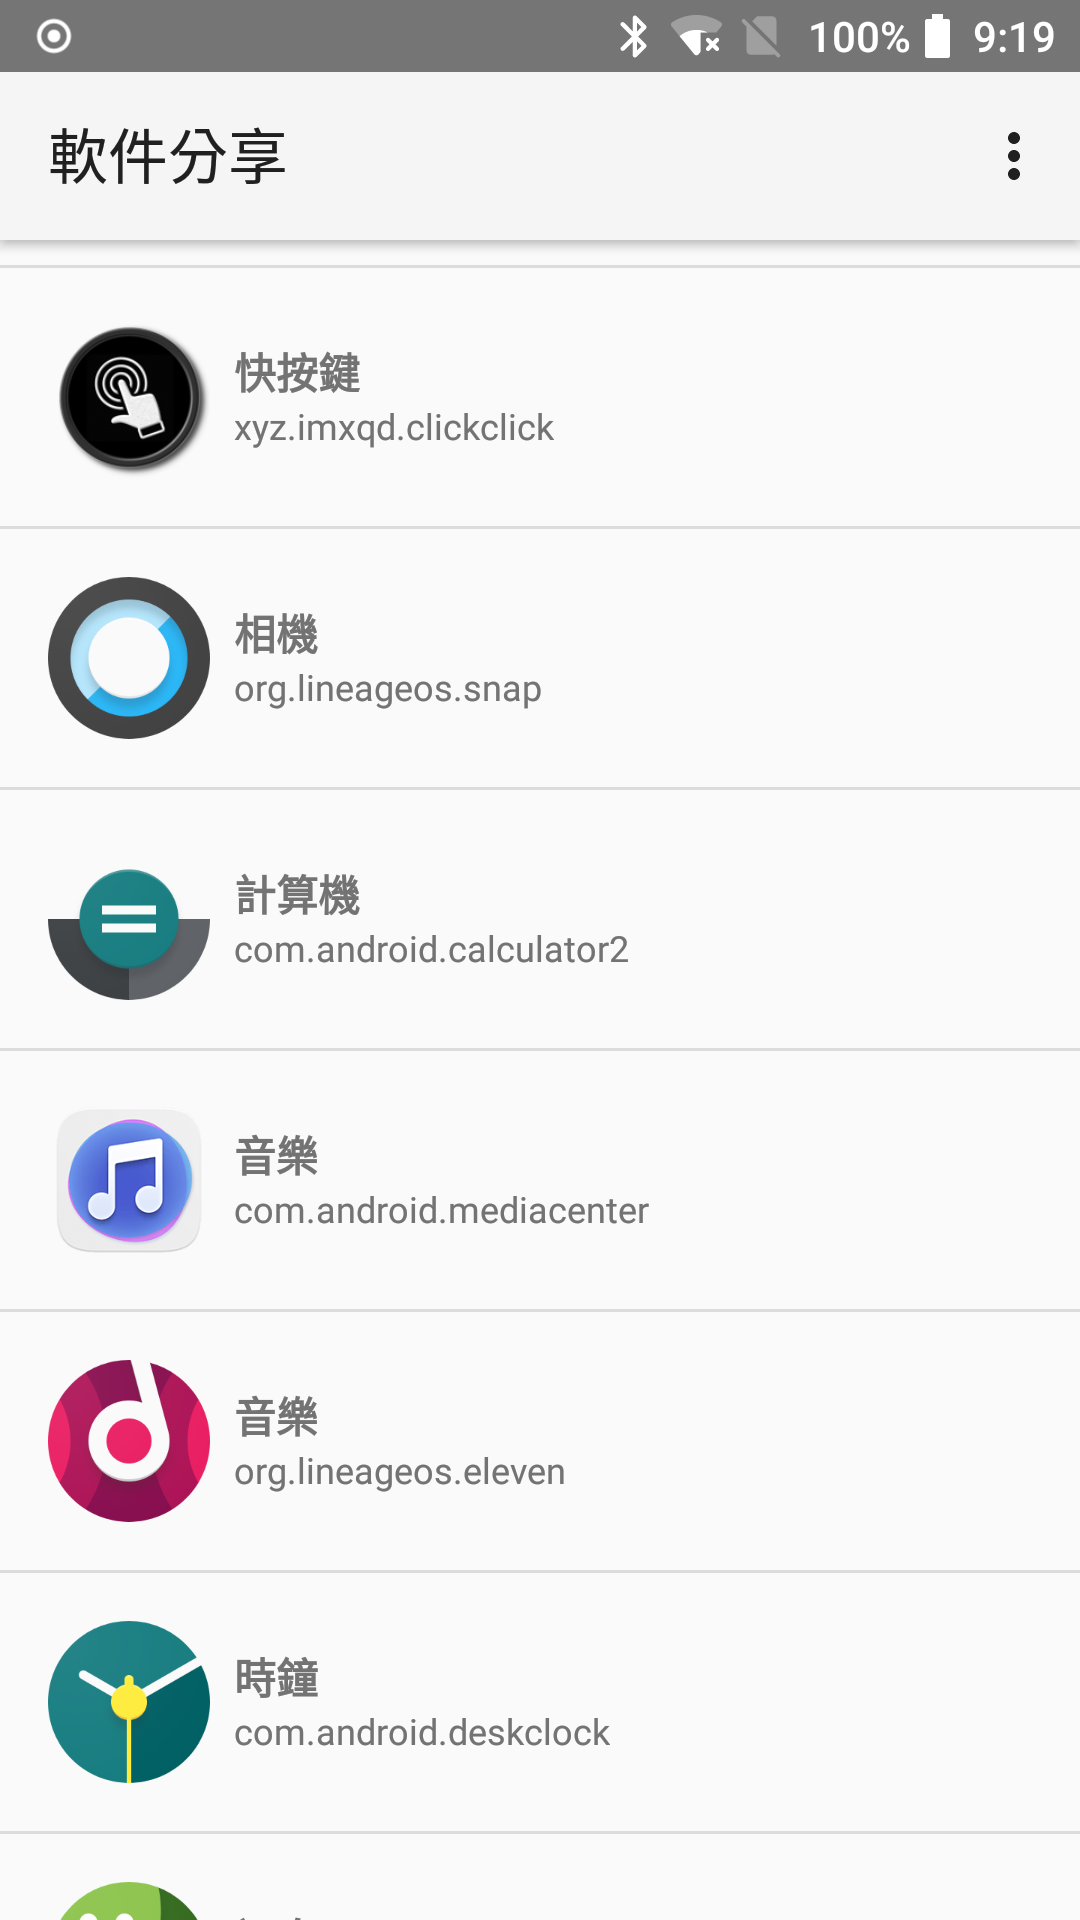 100% 9:19
軟件分享
快按鍵
xyz.imxqd.clickclick
相機
org.lineageos.snap
計算機
com.android.calculator2
音樂
com.android.mediacenter
音樂
org.lineageos.eleven
時鐘
com.android.deskclock